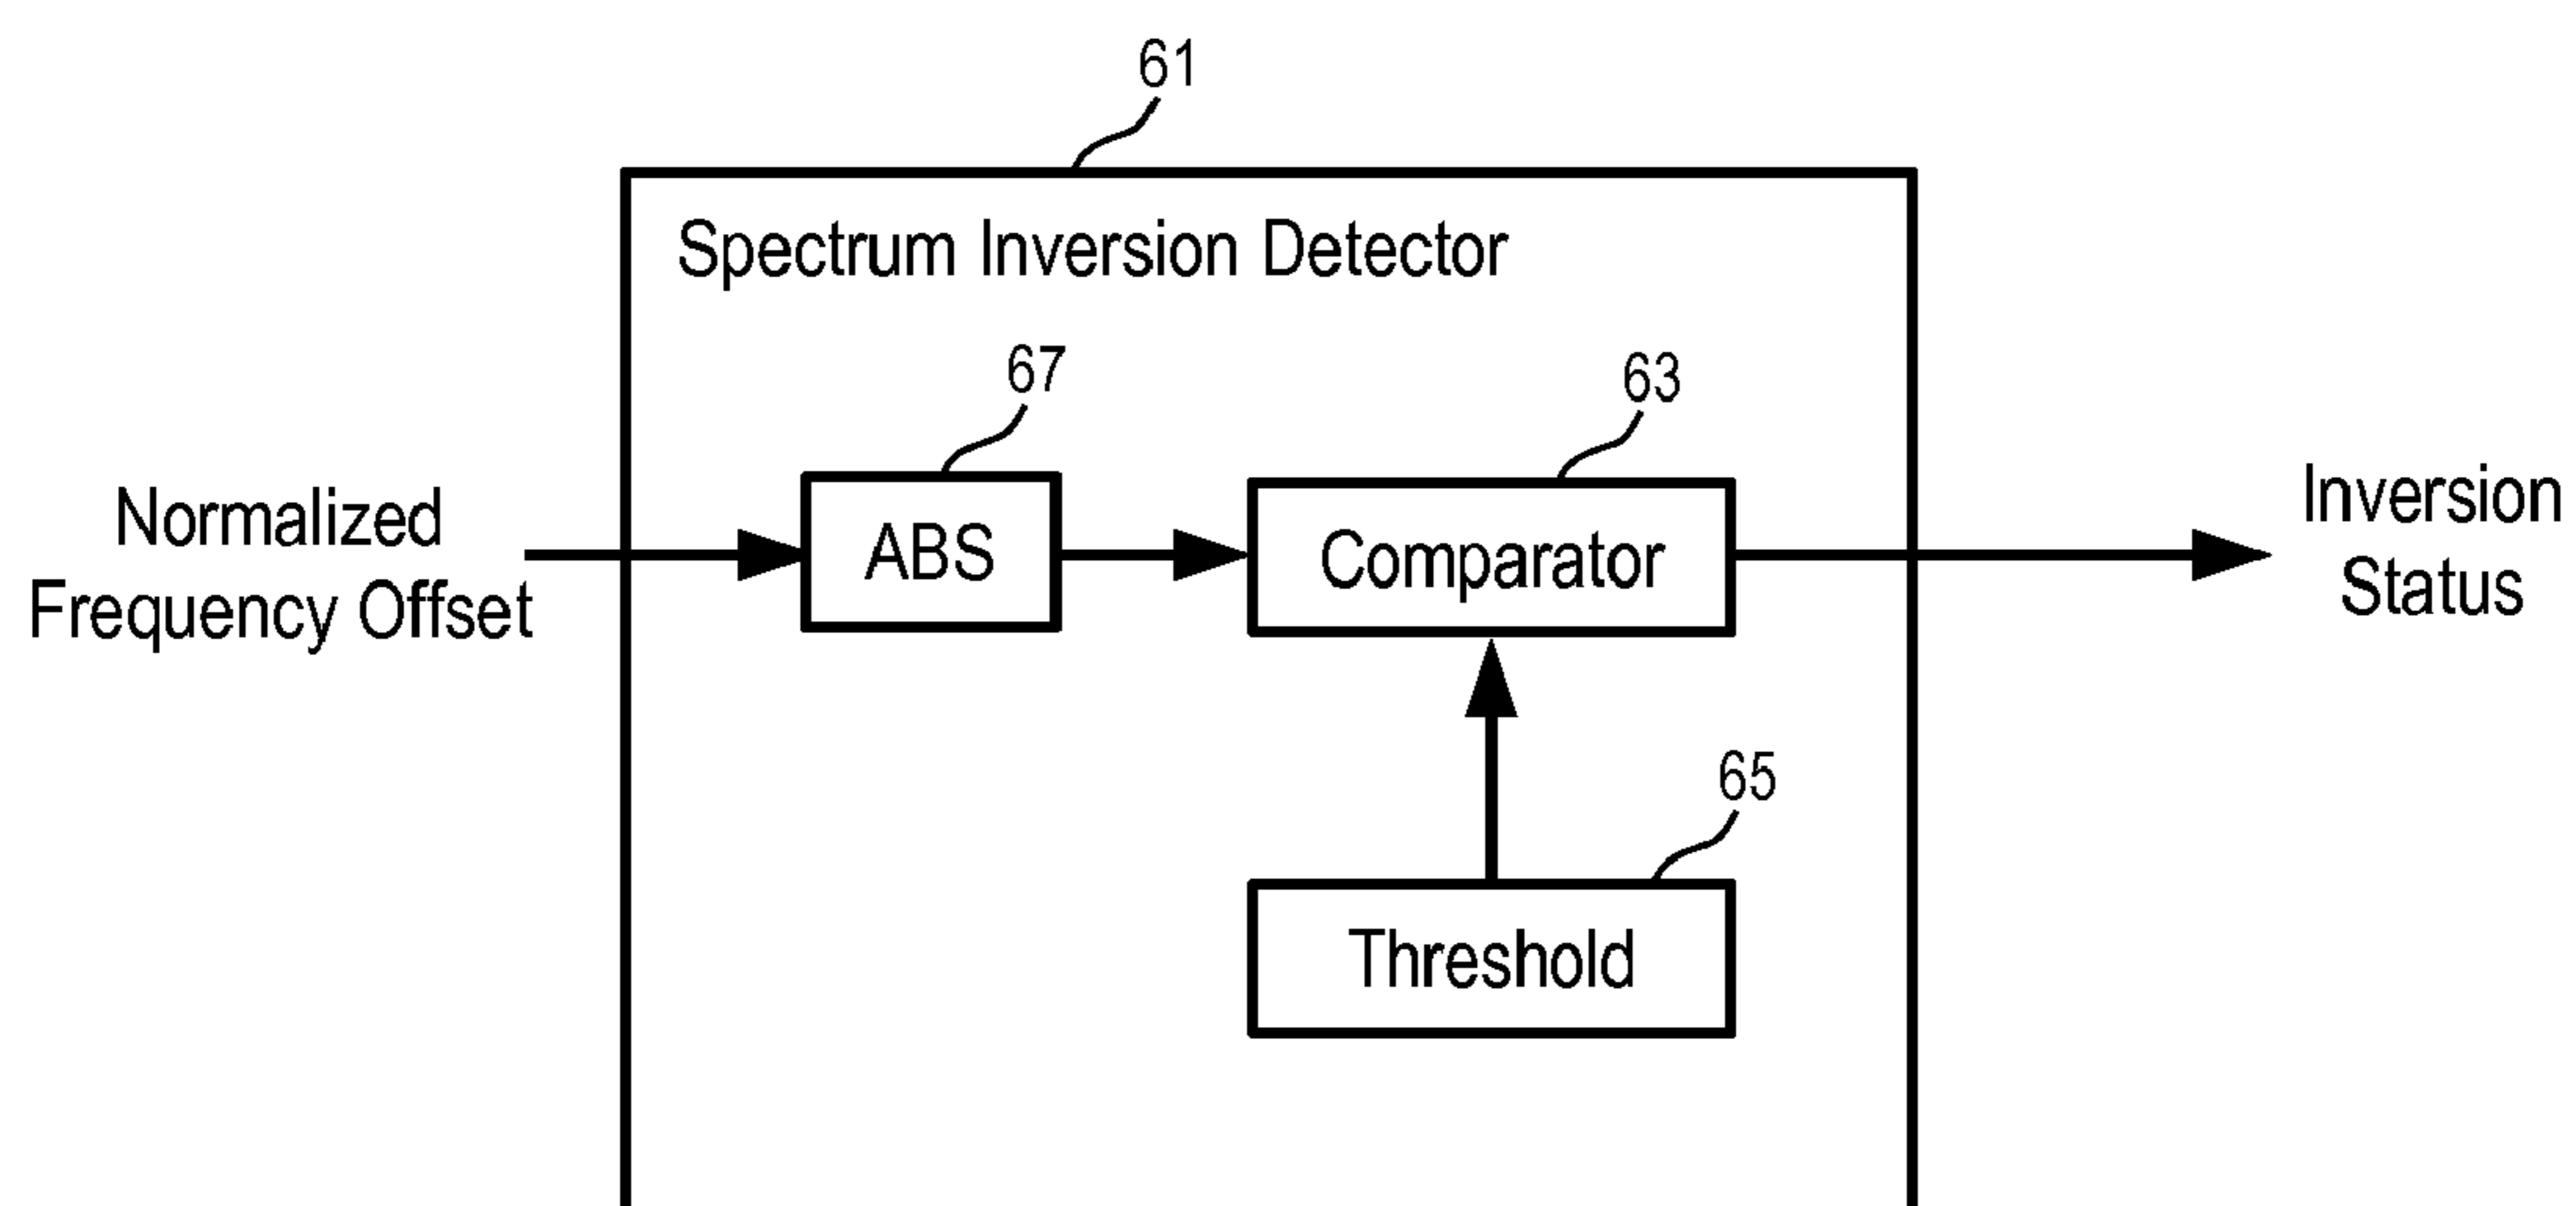 61
Spectrum Inversion Detector
67
63
Normalized
Frequency Offset
ABS
Comparator
Inversion
Status
65
Threshold